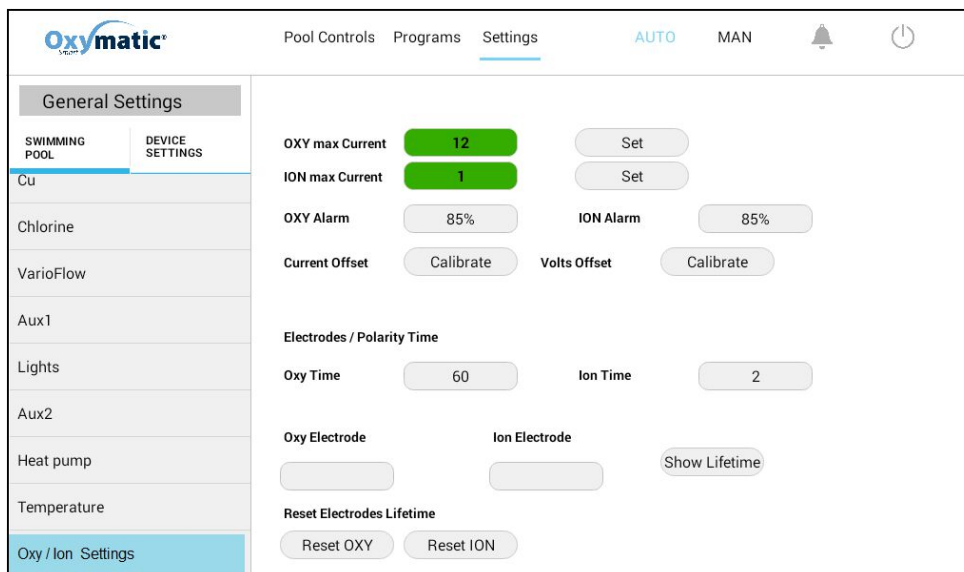 Oxymatic®
Smart
Pool Controls Programs Settings AUTO MAN
General Settings
SWIMMING POOL
DEVICE SETTINGS
Cu
Chlorine
VarioFlow
Aux1
Lights
Aux2
Heat pump
Temperature
Oxy / Ion Settings
OXY max Current 12 Set
ION max Current 1 Set
OXY Alarm 85% ION Alarm 85%
Current Offset Calibrate Volts Offset Calibrate
Electrodes / Polarity Time
Oxy Time 60 Ion Time 2
Oxy Electrode Ion Electrode
Show Lifetime
Reset Electrodes Lifetime
Reset OXY Reset ION